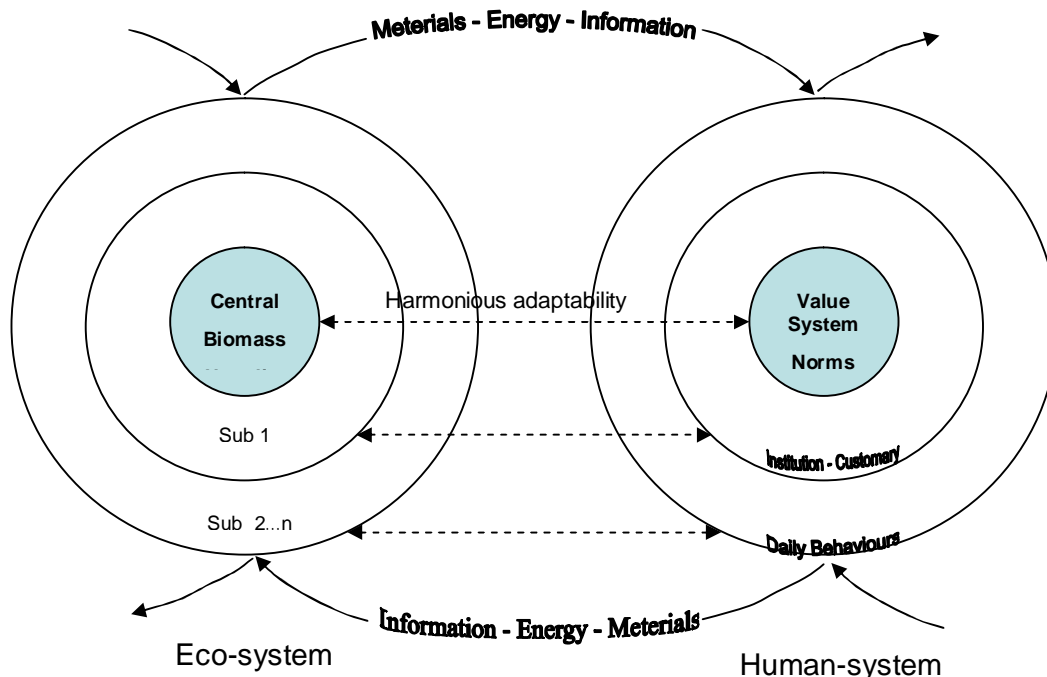 Meterials - Energy - Information
Central
Biomass
Harmonious adaptability
Value
System
Norms
Sub 1
Institution - Customary
Sub 2...n
Daily Behaviours
Information - Energy - Meterials
Eco-system
Human-system